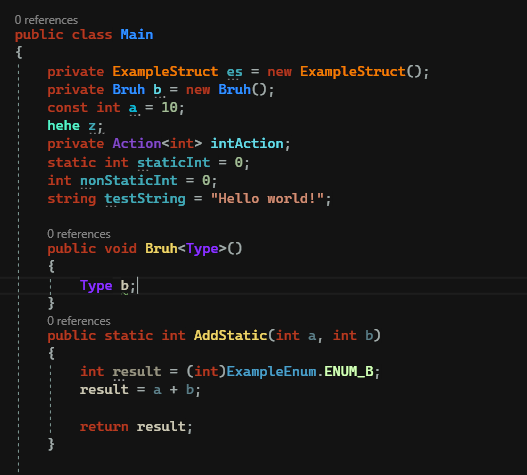 0 references
public class Main
{
private ExampleStruct es = new ExampleStruct();
private Bruh b = new Bruh();
const int a = 10;
hehe z;
private Action<int> intAction;
static int staticInt = 0;
int nonStaticInt = 0;
string testString = "Hello world!";
0 references
public void Bruh<Type>()
{
Type b;
}
0 references
public static int AddStatic(int a, int b)
{
int result = (int)ExampleEnum.ENUM_B;
result = a + b;
return result;
}